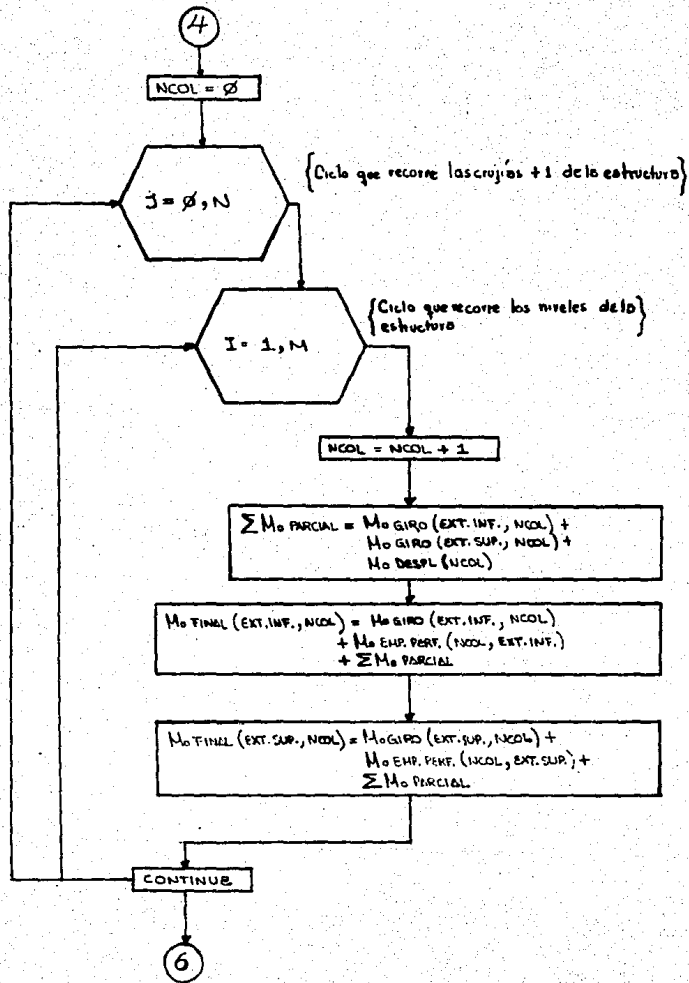 4
NCOL = Ø
J = Ø, N
{Ciclo que recorre las crujías + 1 de la estructura}
I = 1, M
{Ciclo que recorre los niveles de la
estructura}
NCOL = NCOL + 1
∑ Mo PARCIAL = Mo GIRO (EXT. INF., NCOL) +
Mo GIRO (EXT. SUP., NCOL) +
Mo DESPL (NCOL)
Mo FINAL (EXT. INF., NCOL) = Mo GIRO (EXT. INF., NCOL)
+ Mo EMP. PERF. (NCOL, EXT. INF.)
+ ∑ Mo PARCIAL
Mo FINAL (EXT. SUP., NCOL) = Mo GIRO (EXT. SUP., NCOL) +
Mo EMP. PERF. (NCOL, EXT. SUP.) +
∑ Mo PARCIAL
CONTINUE
6